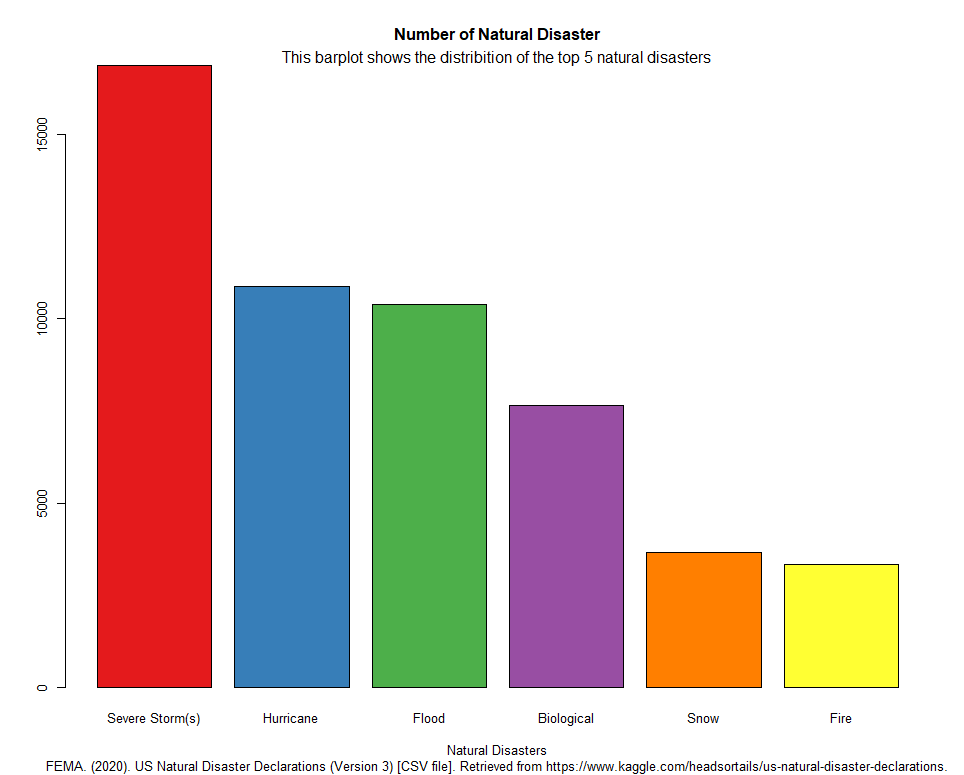 Number of Natural Disaster
This barplot shows the distribition of the top 5 natural disasters
15000
10000
5000
0
Severe Storm(s) Hurricane Flood Biological Snow Fire
Natural Disasters
FEMA. (2020). US Natural Disaster Declarations (Version 3) [CSV file]. Retrieved from https://www.kaggle.com/headsortails/us-natural-disaster-declarations.